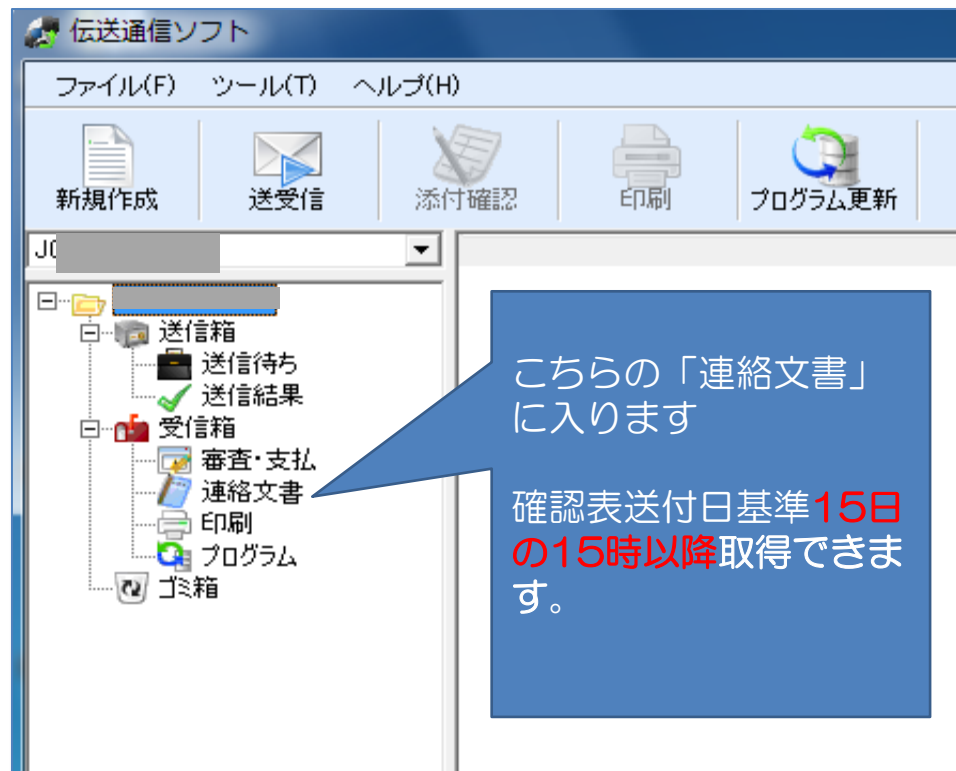 伝送通信ソフト
ファイル(F) ツール(T) ヘルプ(H)
新規作成 送受信 添付確認 印刷 プログラム更新
送信箱
送信待ち
送信結果
受信箱
審査・支払
連絡文書
印刷
プログラム
ゴミ箱
こちらの「連絡文書」
に入ります
確認表送付日基準15日
の15時以降取得できま
す。